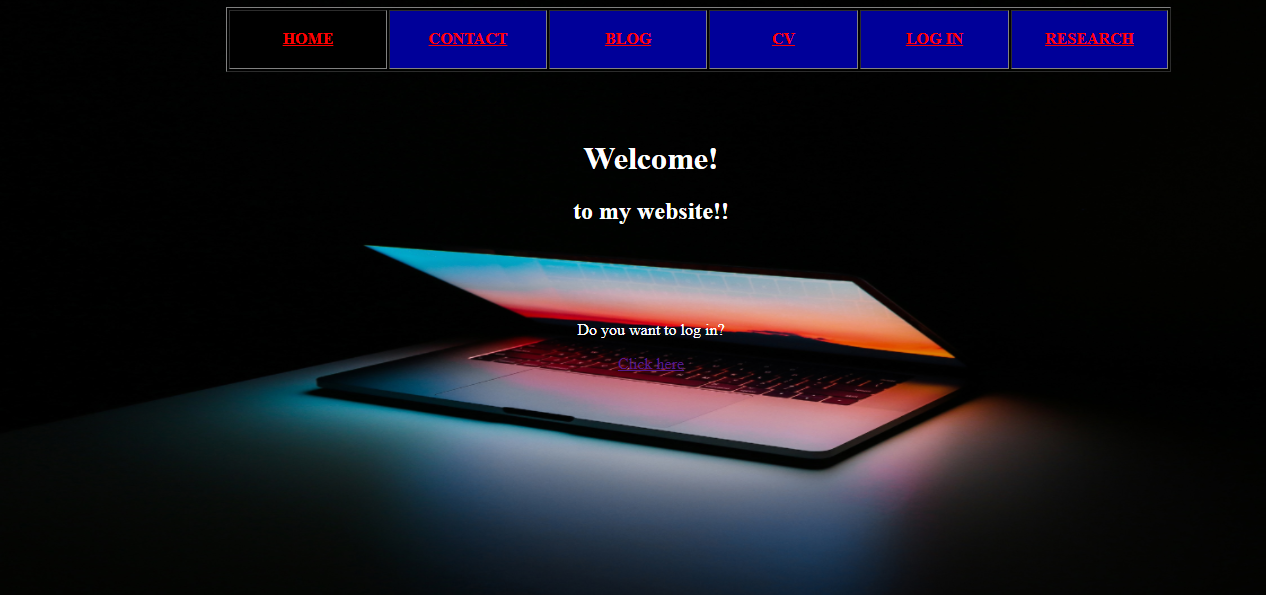 HOME CONTACT BLOG CV LOG IN RESEARCH
Welcome!
to my website!!
Do you want to log in?
Click here